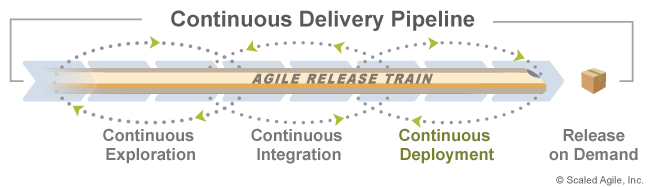 Continuous Delivery Pipeline
AGILE RELEASE TRAIN
Continuous
Exploration
Continuous
Integration
Continuous
Deployment
Release
on Demand
© Scaled Agile, Inc.